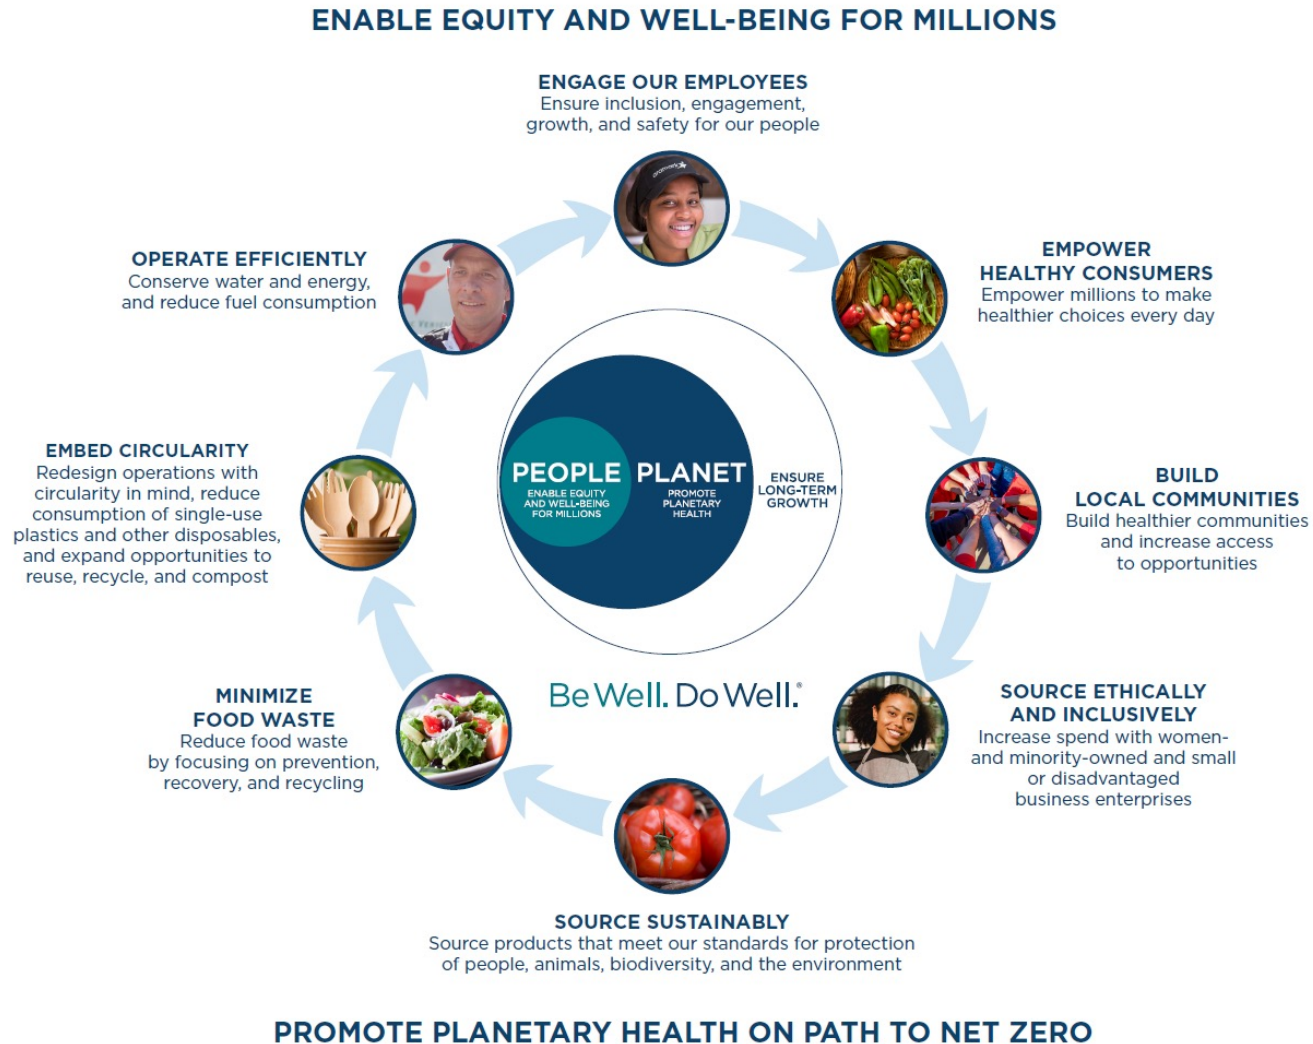 ENABLE EQUITY AND WELL-BEING FOR MILLIONS
ENGAGE OUR EMPLOYEES
Ensure inclusion, engagement,
growth, and safety for our people
aramark
EMPOWER
HEALTHY CONSUMERS
Empower millions to make
healthier choices every day
BUILD
LOCAL COMMUNITIES
Build healthier communities
and increase access
to opportunities
SOURCE ETHICALLY
AND INCLUSIVELY
Increase spend with women-
and minority-owned and small
or disadvantaged
business enterprises
SOURCE SUSTAINABLY
Source products that meet our standards for protection
of people, animals, biodiversity, and the environment
MINIMIZE
FOOD WASTE
Reduce food waste
by focusing on prevention,
recovery, and recycling
EMBED CIRCULARITY
Redesign operations with
circularity in mind, reduce
consumption of single-use
plastics and other disposables,
and expand opportunities to
reuse, recycle, and compost
OPERATE EFFICIENTLY
Conserve water and energy,
and reduce fuel consumption
PEOPLE
ENABLE EQUITY
AND WELL-BEING
FOR MILLIONS
PLANET
PROMOTE
PLANETARY
HEALTH
ENSURE
LONG-TERM
GROWTH
Be Well. Do Well.®
PROMOTE PLANETARY HEALTH ON PATH TO NET ZERO